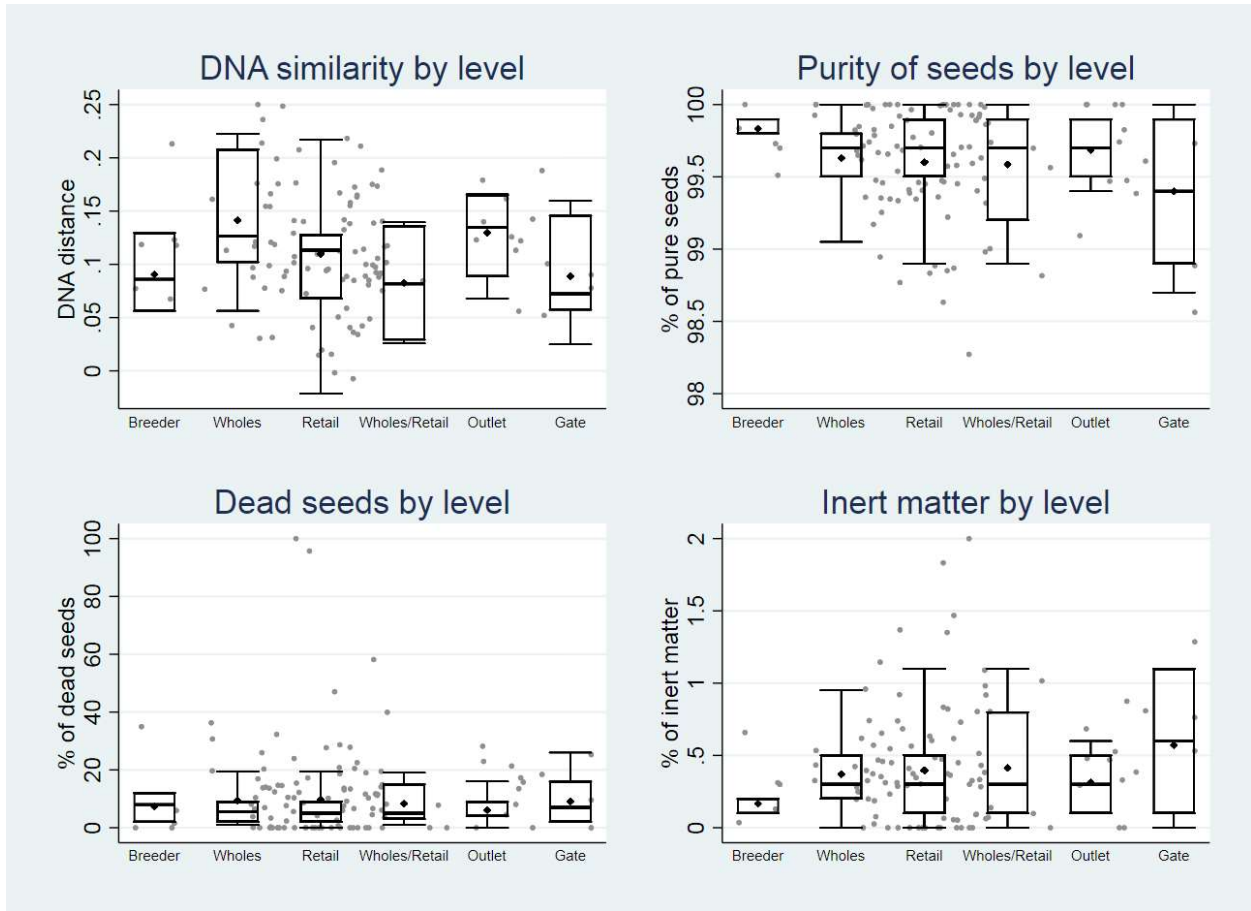 DNA similarity by level
DNA distance
.25
.2
.15
.1
.05
0
Breeder Wholes Retail Wholes/Retail Outlet Gate
Purity of seeds by level
% of pure seeds
100
99.5
99
98.5
98
Breeder Wholes Retail Wholes/Retail Outlet Gate
Dead seeds by level
% of dead seeds
100
80
60
40
20
0
Breeder Wholes Retail Wholes/Retail Outlet Gate
Inert matter by level
% of inert matter
2
1.5
1
.5
0
Breeder Wholes Retail Wholes/Retail Outlet Gate